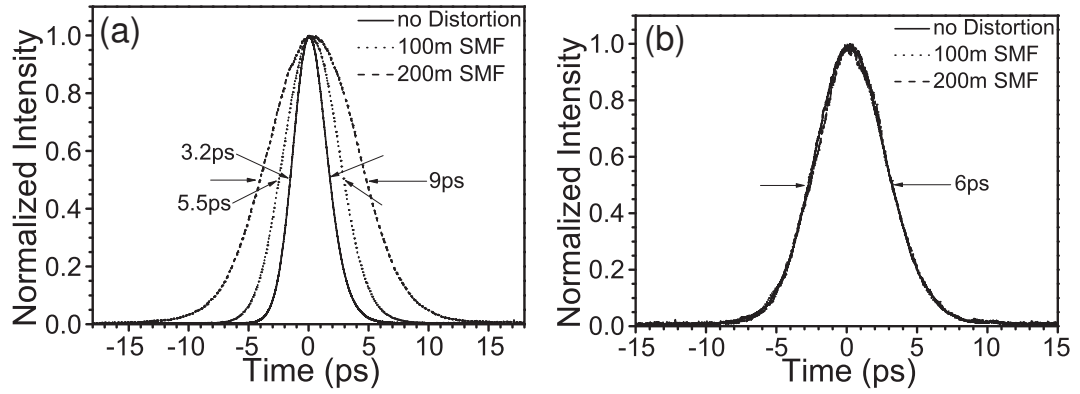 (a)
no Distortion
100m SMF
200m SMF
Normalized Intensity
1.0
0.8
0.6
0.4
0.2
0.0
3.2ps
5.5ps
9ps
-15 -10 -5 0 5 10 15
Time (ps)
(b)
no Distortion
100m SMF
200m SMF
Normalized Intensity
1.0
0.8
0.6
0.4
0.2
0.0
6ps
-15 -10 -5 0 5 10 15
Time (ps)